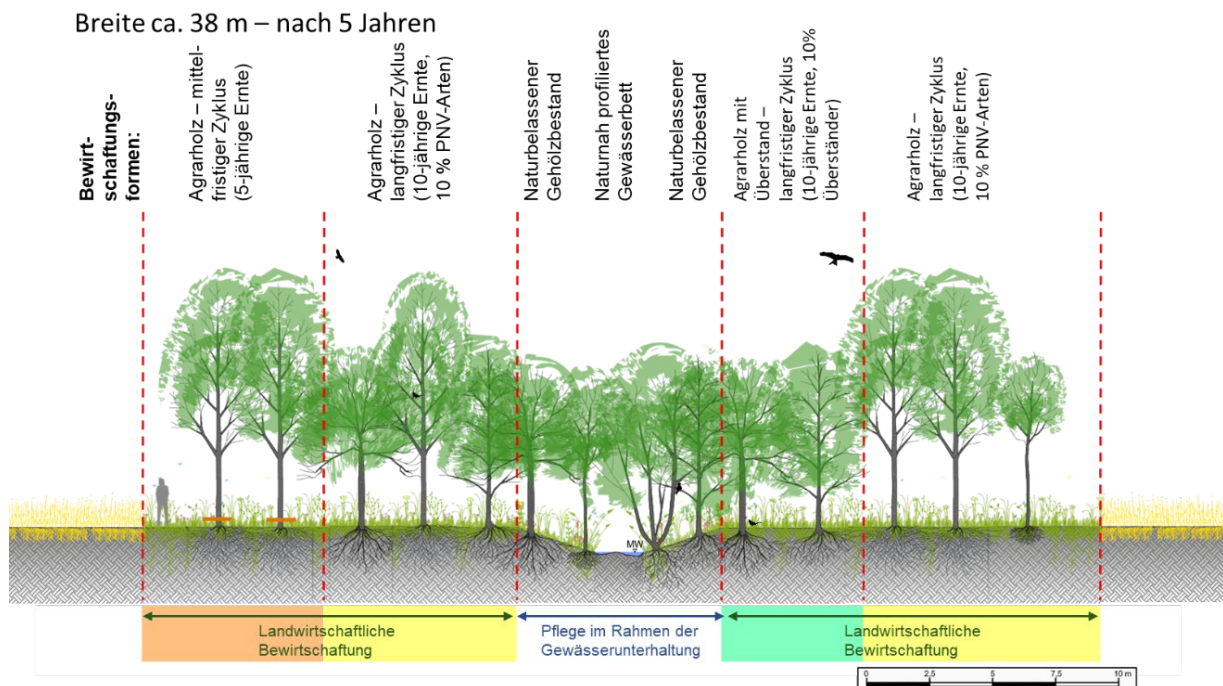 Breite ca. 38 m – nach 5 Jahren
Bewirt-
schaftungs-
formen:
Agrarholz – mittel-
fristiger Zyklus
(5-jährige Ernte)
Agrarholz –
langfristiger Zyklus
(10-jährige Ernte,
10 % PNV-Arten)
Naturbelassener
Gehölzbestand
Naturnah profiliertes
Gewässerbett
Naturbelassener
Gehölzbestand
Agrarholz mit
Überstand –
langfristiger Zyklus
(10-jährige Ernte, 10%
Überständer)
Agrarholz –
langfristiger Zyklus
(10-jährige Ernte,
10 % PNV-Arten)
MW
Landwirtschaftliche
Bewirtschaftung
Pflege im Rahmen der
Gewässerunterhaltung
Landwirtschaftliche
Bewirtschaftung
0 2,5 5 7,5 10 m